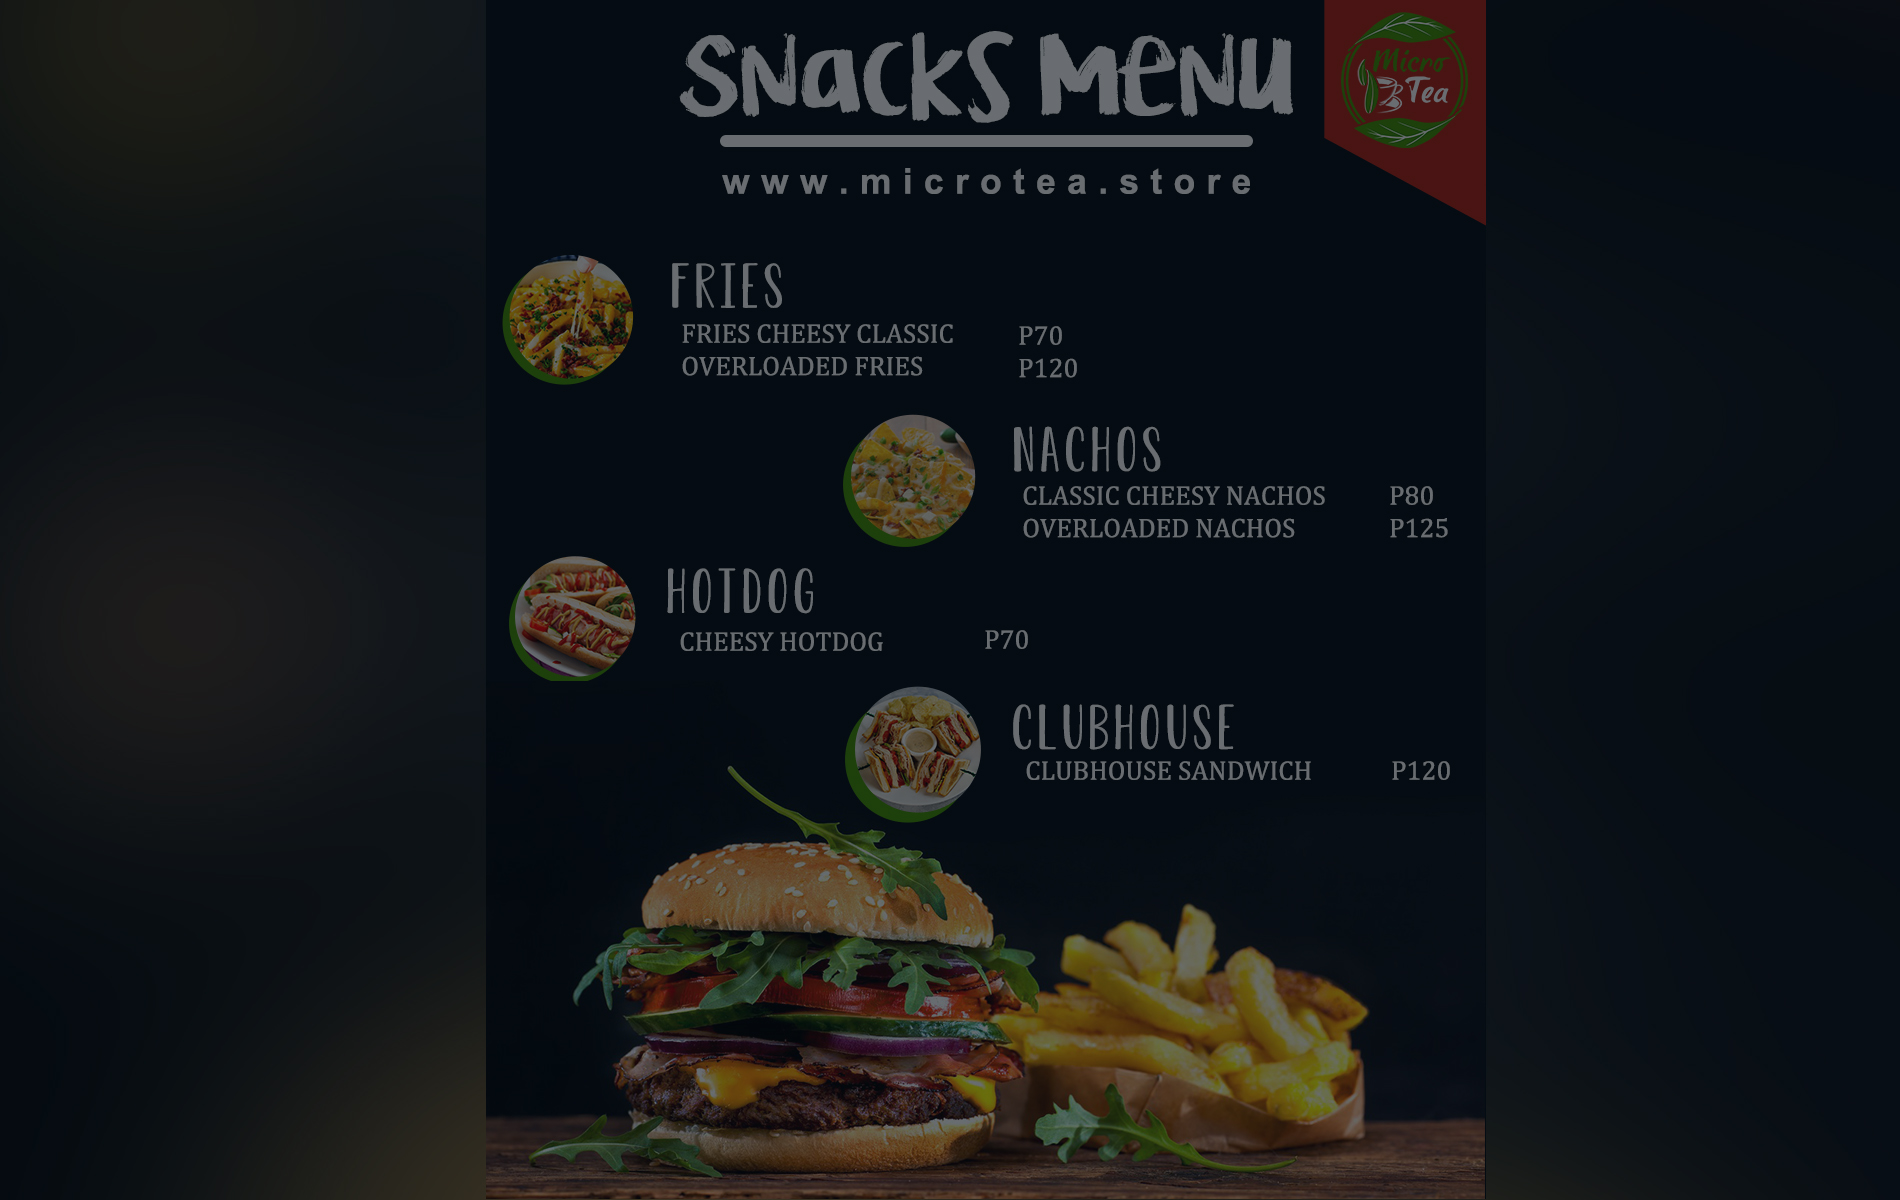 SNACKS MENU
Micro
Tea
www.microtea.store
FRIES
FRIES CHEESY CLASSIC P70
OVERLOADED FRIES P120
NACHOS
CLASSIC CHEESY NACHOS P80
OVERLOADED NACHOS P125
HOTDOG
CHEESY HOTDOG P70
CLUBHOUSE
CLUBHOUSE SANDWICH P120